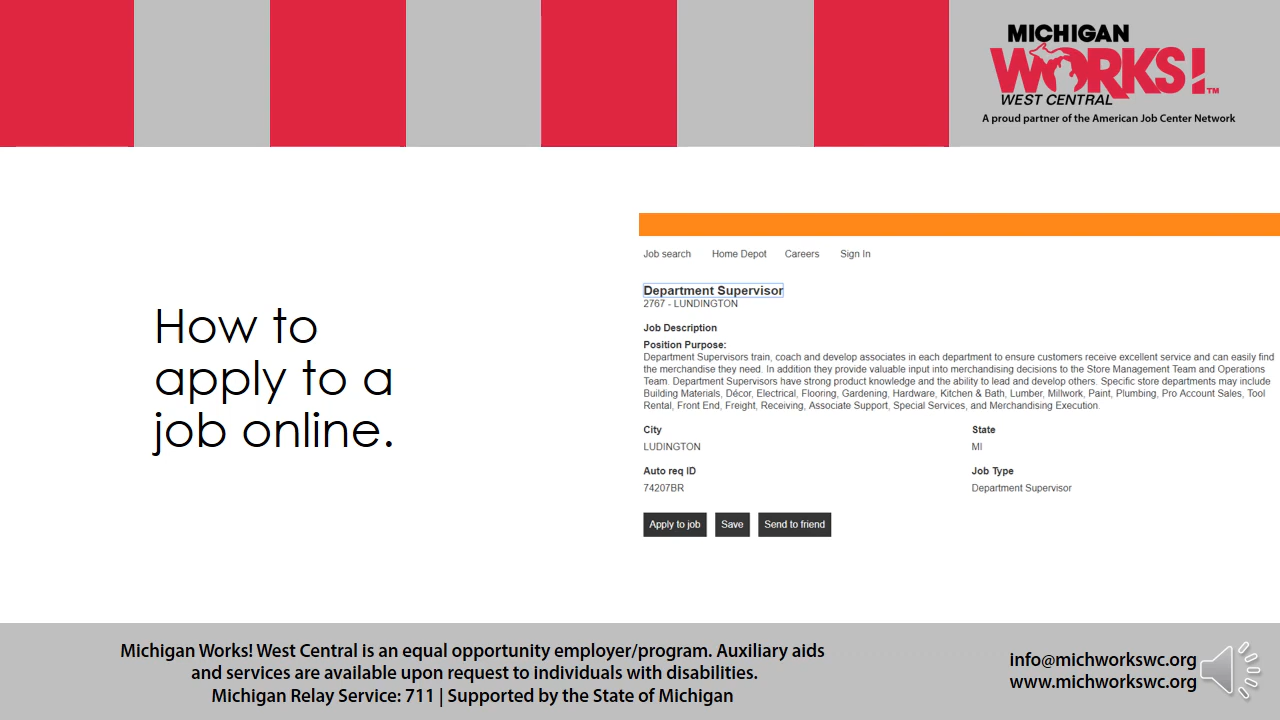 MICHIGAN
WORKS!™
WEST CENTRAL
A proud partner of the American Job Center Network
How to
apply to a
job online.
Job search Home Depot Careers Sign In
Department Supervisor
2767 - LUNDINGTON
Job Description
Position Purpose:
Department Supervisors train, coach and develop associates in each department to ensure customers receive excellent service and can easily find
the merchandise they need. In addition they provide valuable input into merchandising decisions to the Store Management Team and Operations
Team. Department Supervisors have strong product knowledge and the ability to lead and develop others. Specific store departments may include
Building Materials, Décor, Electrical, Flooring, Gardening, Hardware, Kitchen & Bath, Lumber, Millwork, Paint, Plumbing, Pro Account Sales, Tool
Rental, Front End, Freight, Receiving, Associate Support, Special Services, and Merchandising Execution.
City State
LUDINGTON MI
Auto req ID Job Type
74207BR Department Supervisor
Apply to job Save Send to friend
Michigan Works! West Central is an equal opportunity employer/program. Auxiliary aids
and services are available upon request to individuals with disabilities.
Michigan Relay Service: 711 | Supported by the State of Michigan
info@michworkswc.org
www.michworkswc.org